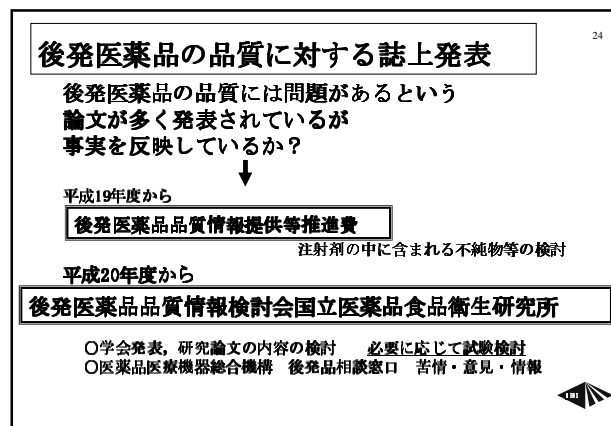 24
後発医薬品の品質に対する誌上発表
後発医薬品の品質には問題があるという
論文が多く発表されているが
事実を反映しているか？
平成19年度から
後発医薬品品質情報提供等推進費
注射剤の中に含まれる不純物等の検討
平成20年度から
後発医薬品品質情報検討会国立医薬品食品衛生研究所
〇学会発表，研究論文の内容の検討　必要に応じて試験検討
〇医薬品医療機器総合機構　後発品相談窓口　苦情・意見・情報